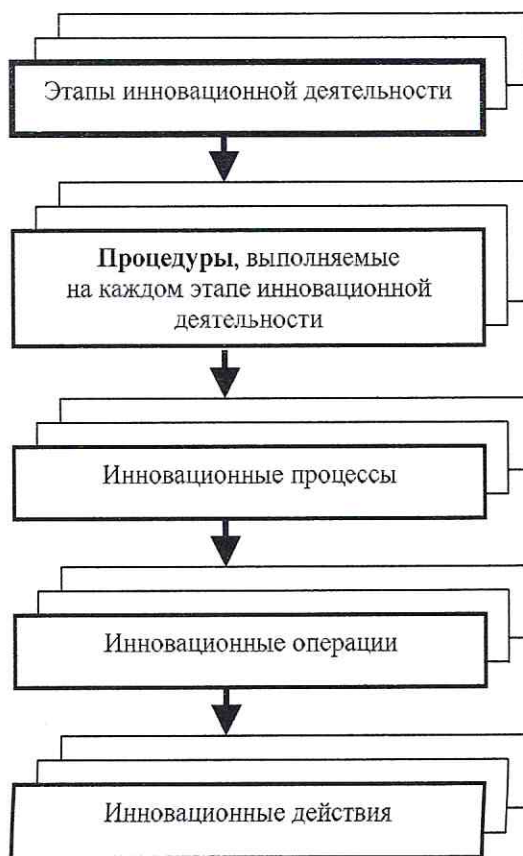 Этапы инновационной деятельности
Процедуры, выполняемые
на каждом этапе инновационной
деятельности
Инновационные процессы
Инновационные операции
Инновационные действия